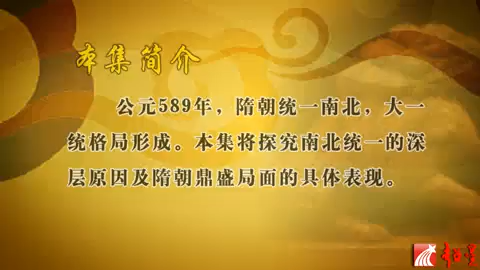 本集简介
公元589年，隋朝统一南北，大一
统格局形成。本集将探究南北统一的深
层原因及隋朝鼎盛局面的具体表现。